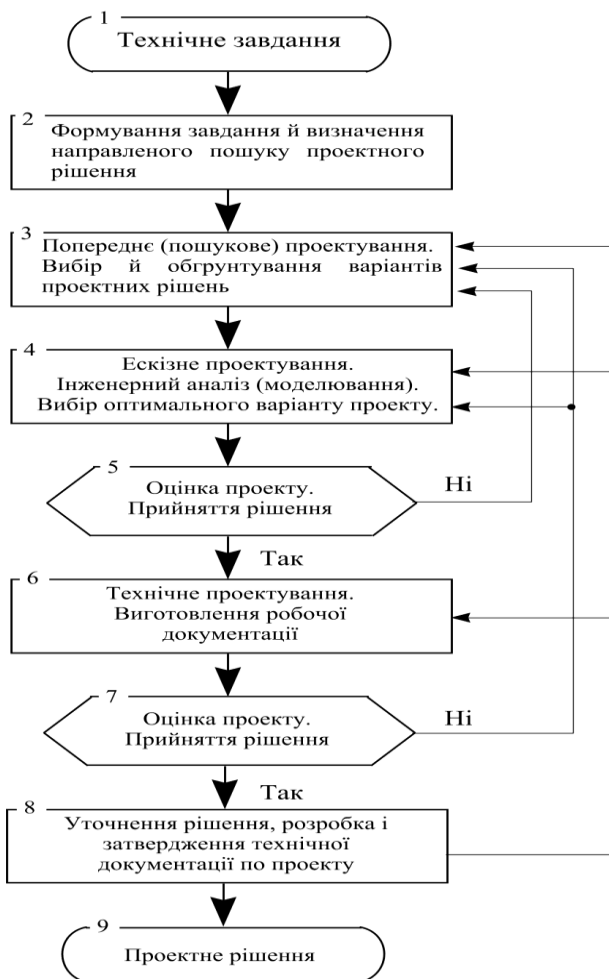 1
Технічне завдання
2
Формування завдання й визначення
направленого пошуку проектного
рішення
3
Попереднє (пошукове) проектування.
Вибір й обгрунтування варіантів
проектних рішень
4
Ескізне проектування.
Інженерний аналіз (моделювання).
Вибір оптимального варіанту проекту.
5
Оцінка проекту.
Прийняття рішення
Ні
Так
6
Технічне проектування.
Виготовлення робочої
документації
7
Оцінка проекту.
Прийняття рішення
Ні
Так
8
Уточнення рішення, розробка і
затвердження технічної
документації по проекту
9
Проектне рішення